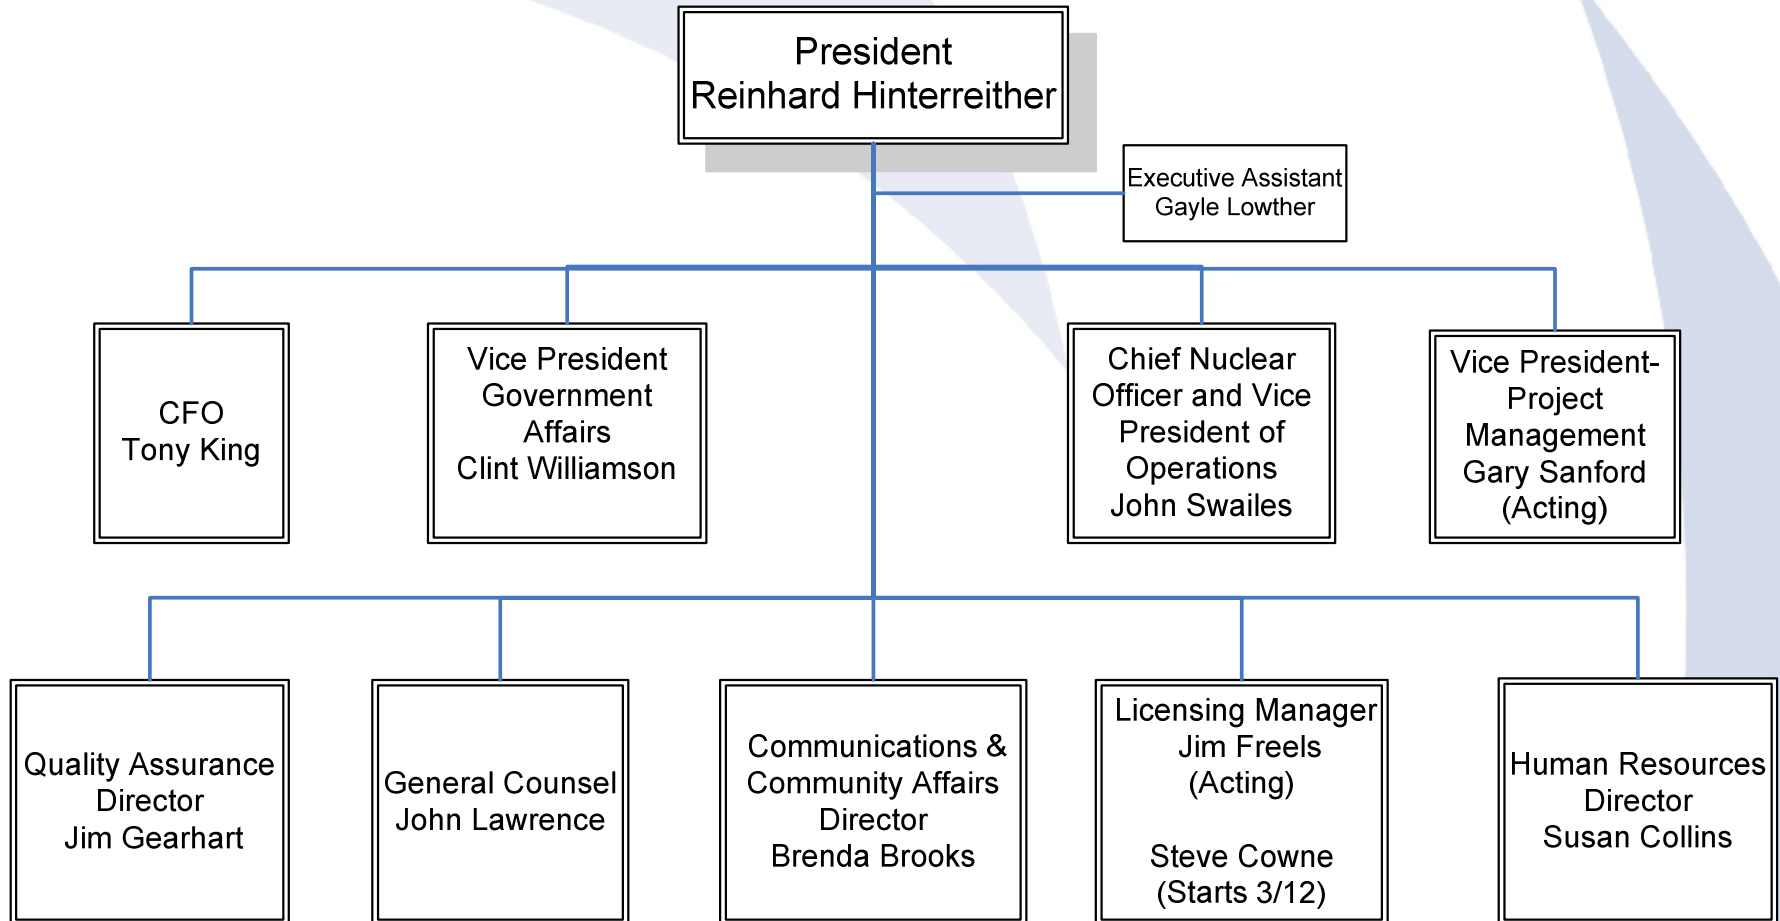 President
Reinhard Hinterreither
Executive Assistant
Gayle Lowther
CFO
Tony King
Vice President
Government
Affairs
Clint Williamson
Chief Nuclear
Officer and Vice
President of
Operations
John Swailes
Vice President-
Project
Management
Gary Sanford
(Acting)
Quality Assurance
Director
Jim Gearhart
General Counsel
John Lawrence
Communications &
Community Affairs
Director
Brenda Brooks
Licensing Manager
Jim Freels
(Acting)
Steve Cowne
(Starts 3/12)
Human Resources
Director
Susan Collins